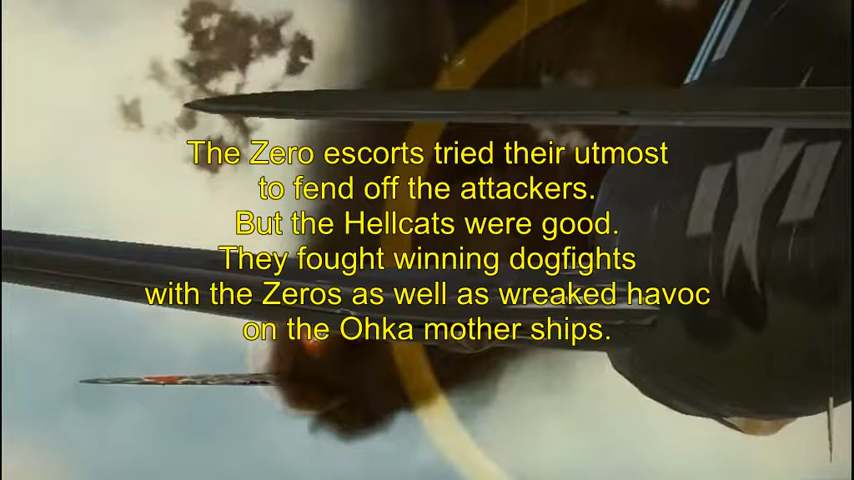 The Zero escorts tried their utmost
to fend off the attackers.
But the Hellcats were good.
They fought winning dogfights
with the Zeros as well as wreaked havoc
on the Ohka mother ships.